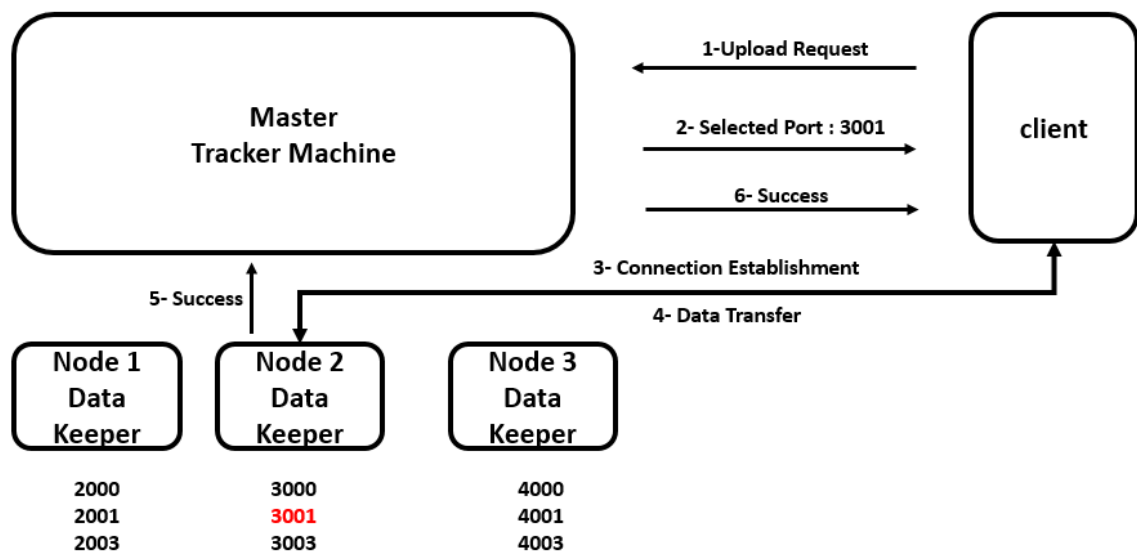 1-Upload Request
Master
Tracker Machine
2- Selected Port : 3001
client
6- Success
3- Connection Establishment
5- Success
4- Data Transfer
Node 1
Data
Keeper
Node 2
Data
Keeper
Node 3
Data
Keeper
2000
2001
2003
3000
3001
3003
4000
4001
4003